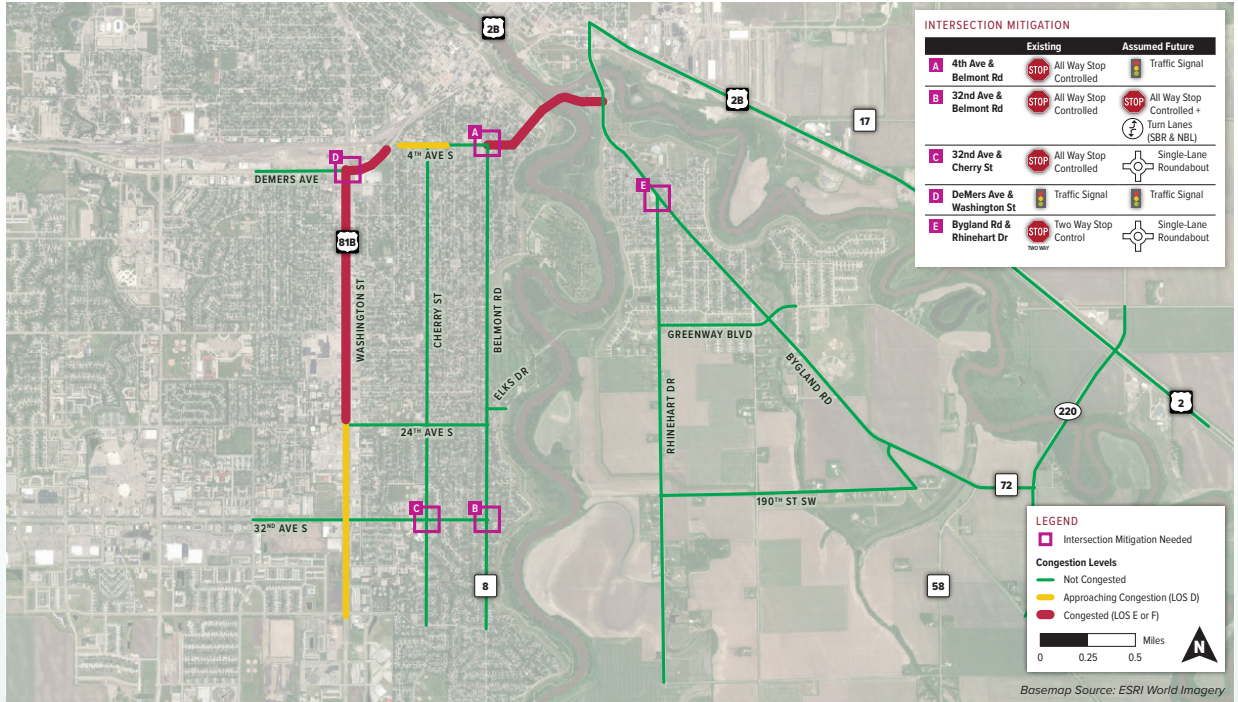 2B
INTERSECTION MITIGATION
Existing Assumed Future
A 4th Ave & Belmont Rd STOP All Way Stop Controlled Traffic Signal
B 32nd Ave & Belmont Rd STOP All Way Stop Controlled STOP All Way Stop Controlled + Turn Lanes (SBR & NBL)
C 32nd Ave & Cherry St STOP All Way Stop Controlled Single-Lane Roundabout
D DeMers Ave & Washington St Traffic Signal Traffic Signal
E Bygland Rd & Rhinehart Dr STOP TWO WAY Two Way Stop Control Single-Lane Roundabout
2B
17
A
4TH AVE S
D
DEMERS AVE
E
81B
WASHINGTON ST
CHERRY ST
BELMONT RD
ELKS DR
GREENWAY BLVD
BYGLAND RD
RHINEHART DR
220
2
24TH AVE S
72
190TH ST SW
C
B
32ND AVE S
8
58
LEGEND
Intersection Mitigation Needed
Congestion Levels
Not Congested
Approaching Congestion (LOS D)
Congested (LOS E or F)
Miles
0 0.25 0.5
N
Basemap Source: ESRI World Imagery